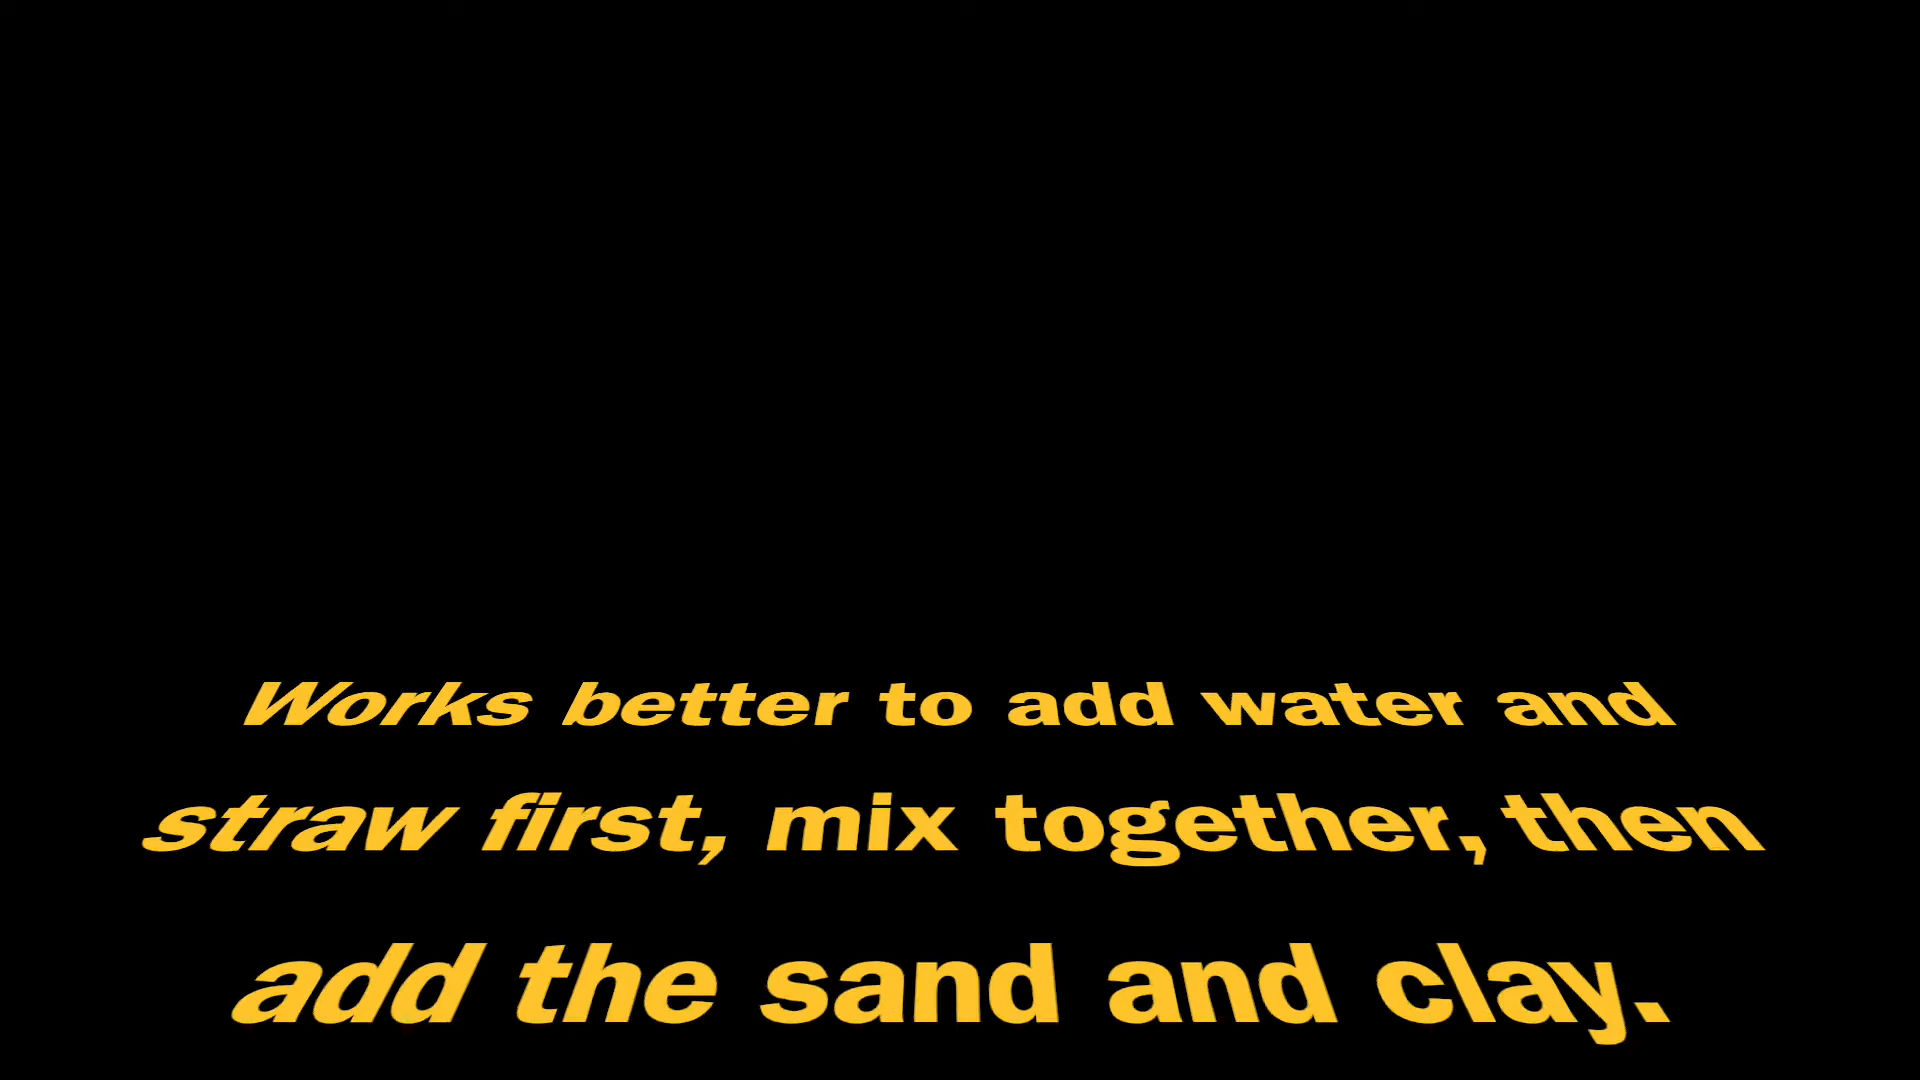 Works better to add water and
straw first, mix together, then
add the sand and clay.